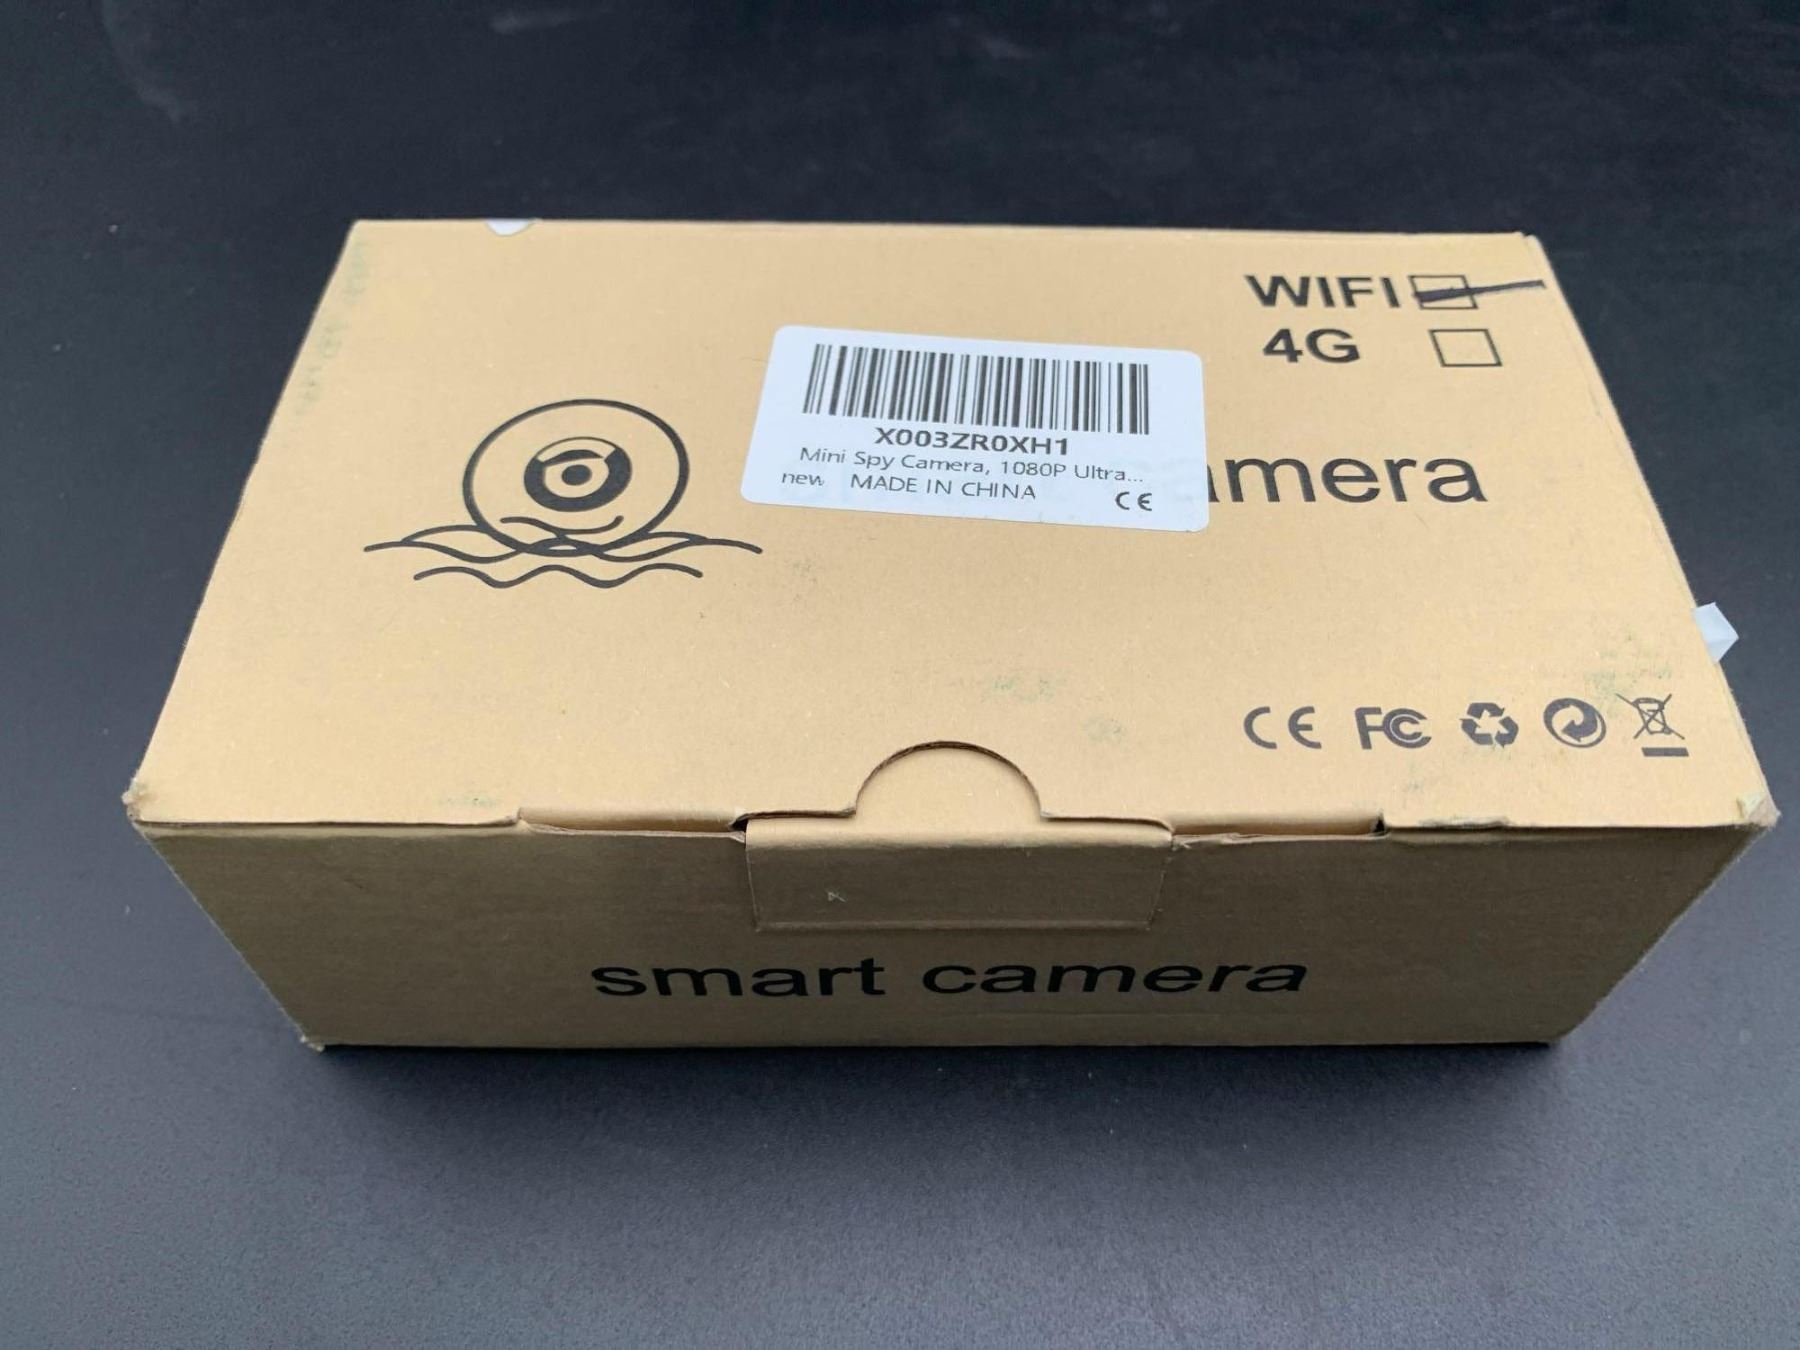 WIFI
4G
X003ZR0XH1
Mini Spy Camera, 1080P Ultra...
new MADE IN CHINA CE
amera
CE FC
smart camera